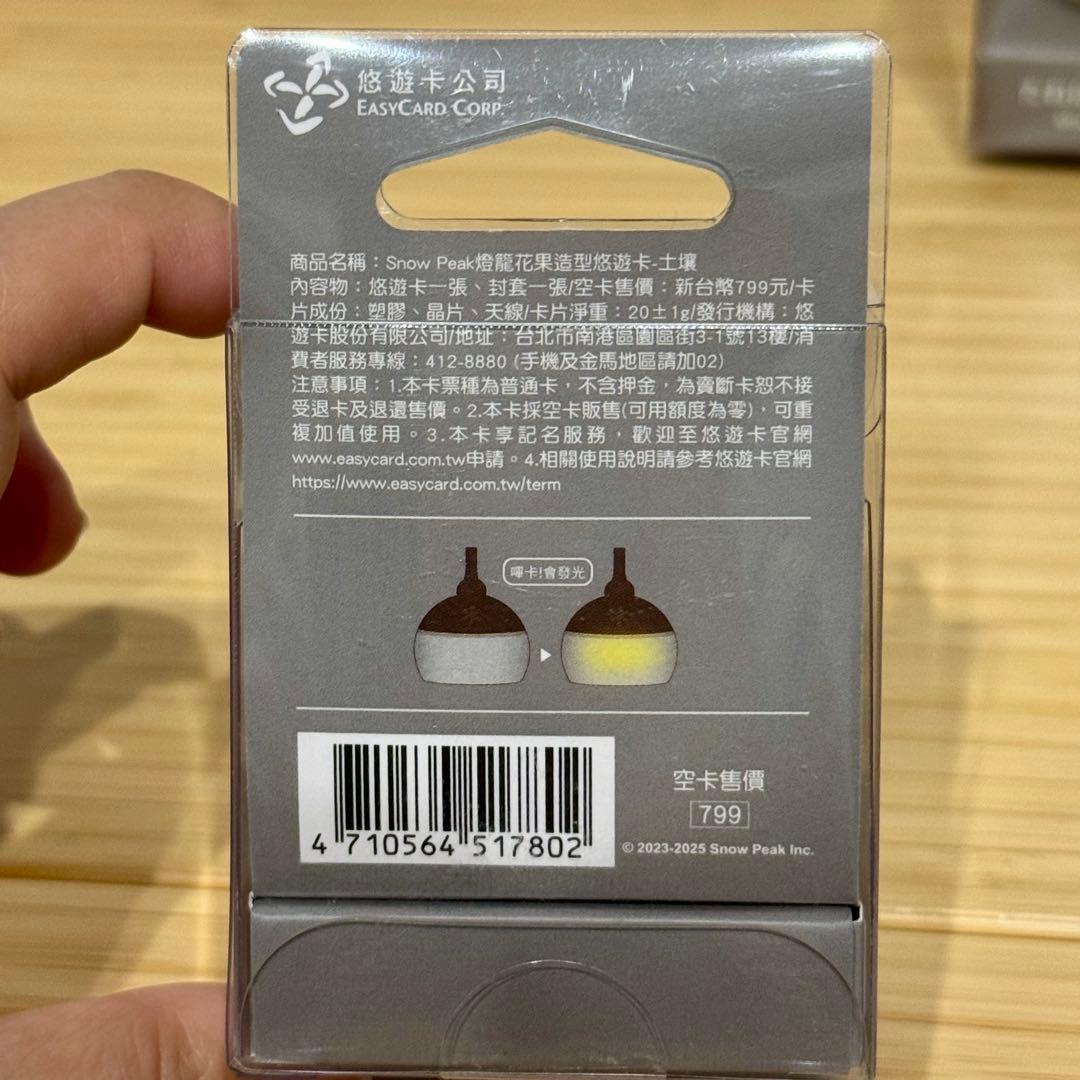 悠遊卡公司
EASYCARD CORP.
商品名稱：Snow Peak燈籠花果造型悠遊卡-土壤
內容物：悠遊卡一張、封套一張/空卡售價：新台幣799元/卡
片成份：塑膠、晶片、天線/卡片淨重：20±1g/發行機構：悠
遊卡股份有限公司/地址：台北市南港區園區街3-1號13樓/消
費者服務專線：412-8880 (手機及金馬地區請加02)
注意事項：1.本卡票種為普通卡，不含押金，為賣斷卡恕不接
受退卡及退還售價。2.本卡採空卡販售(可用額度為零)，可重
複加值使用。3.本卡享記名服務，歡迎至悠遊卡官網
www.easycard.com.tw申請。4.相關使用說明請參考悠遊卡官網
https://www.easycard.com.tw/term
嗶卡!會發光
空卡售價
799
4 710564 517802
© 2023-2025 Snow Peak Inc.